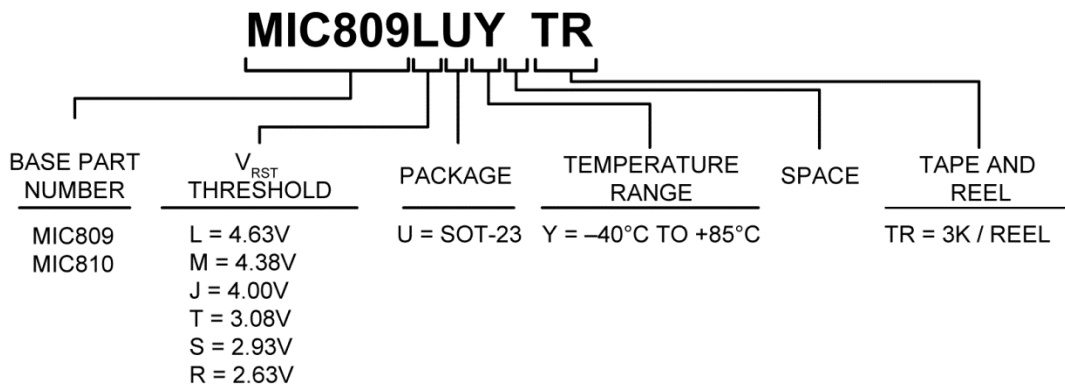 MIC809LUY TR
BASE PART
NUMBER
MIC809
MIC810
VRST
THRESHOLD
L = 4.63V
M = 4.38V
J = 4.00V
T = 3.08V
S = 2.93V
R = 2.63V
PACKAGE
U = SOT-23
TEMPERATURE
RANGE
Y = –40°C TO +85°C
SPACE
TAPE AND
REEL
TR = 3K / REEL